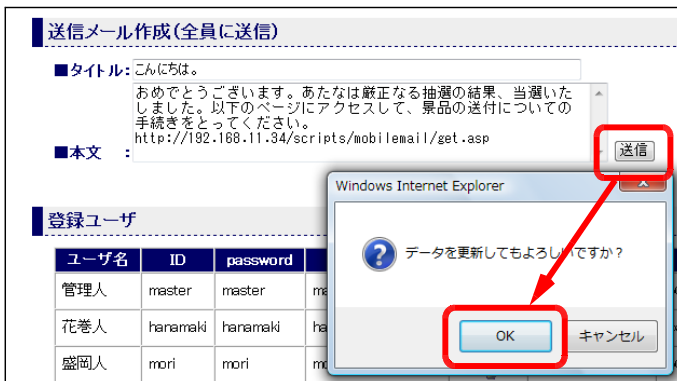 送信メール作成(全員に送信)
■タイトル:こんにちは。
おめでとうございます。あたなは厳正なる抽選の結果、当選いた
しました。以下のページにアクセスして、景品の送付についての
手続きをとってください。
http://192.168.11.34/scripts/mobilemail/get.asp
■本文 :
送信
Windows Internet Explorer
データを更新してもよろしいですか?
OK キャンセル
登録ユーザ
ユーザ名 ID password
管理人 master master
花巻人 hanamaki hanamaki
盛岡人 mori mori